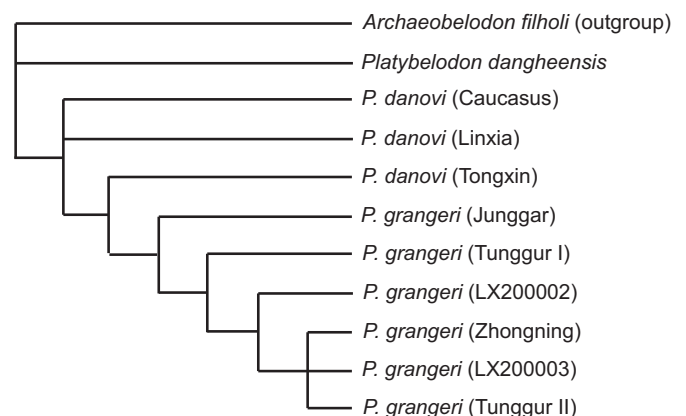 Archaeobelodon filholi (outgroup)
Platybelodon dangheensis
P. danovi (Caucasus)
P. danovi (Linxia)
P. danovi (Tongxin)
P. grangeri (Junggar)
P. grangeri (Tunggur I)
P. grangeri (LX200002)
P. grangeri (Zhongning)
P. grangeri (LX200003)
P. grangeri (Tunggur II)